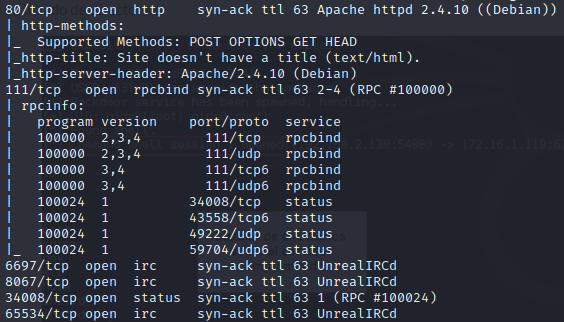 80/tcp    open  http    syn-ack ttl 63 Apache httpd 2.4.10 ((Debian))
| http-methods:
|_  Supported Methods: POST OPTIONS GET HEAD
|_http-title: Site doesn't have a title (text/html).
|_http-server-header: Apache/2.4.10 (Debian)
111/tcp   open  rpcbind syn-ack ttl 63 2-4 (RPC #100000)
| rpcinfo:
|   program version    port/proto  service
|   100000  2,3,4        111/tcp   rpcbind
|   100000  2,3,4        111/udp   rpcbind
|   100000  3,4          111/tcp6  rpcbind
|   100000  3,4          111/udp6  rpcbind
|   100024  1          34008/tcp   status
|   100024  1          43558/tcp6  status
|   100024  1          49222/udp   status
|_  100024  1          59704/udp6  status
6697/tcp  open  irc     syn-ack ttl 63 UnrealIRCd
8067/tcp  open  irc     syn-ack ttl 63 UnrealIRCd
34008/tcp open  status  syn-ack ttl 63 1 (RPC #100024)
65534/tcp open  irc     syn-ack ttl 63 UnrealIRCd